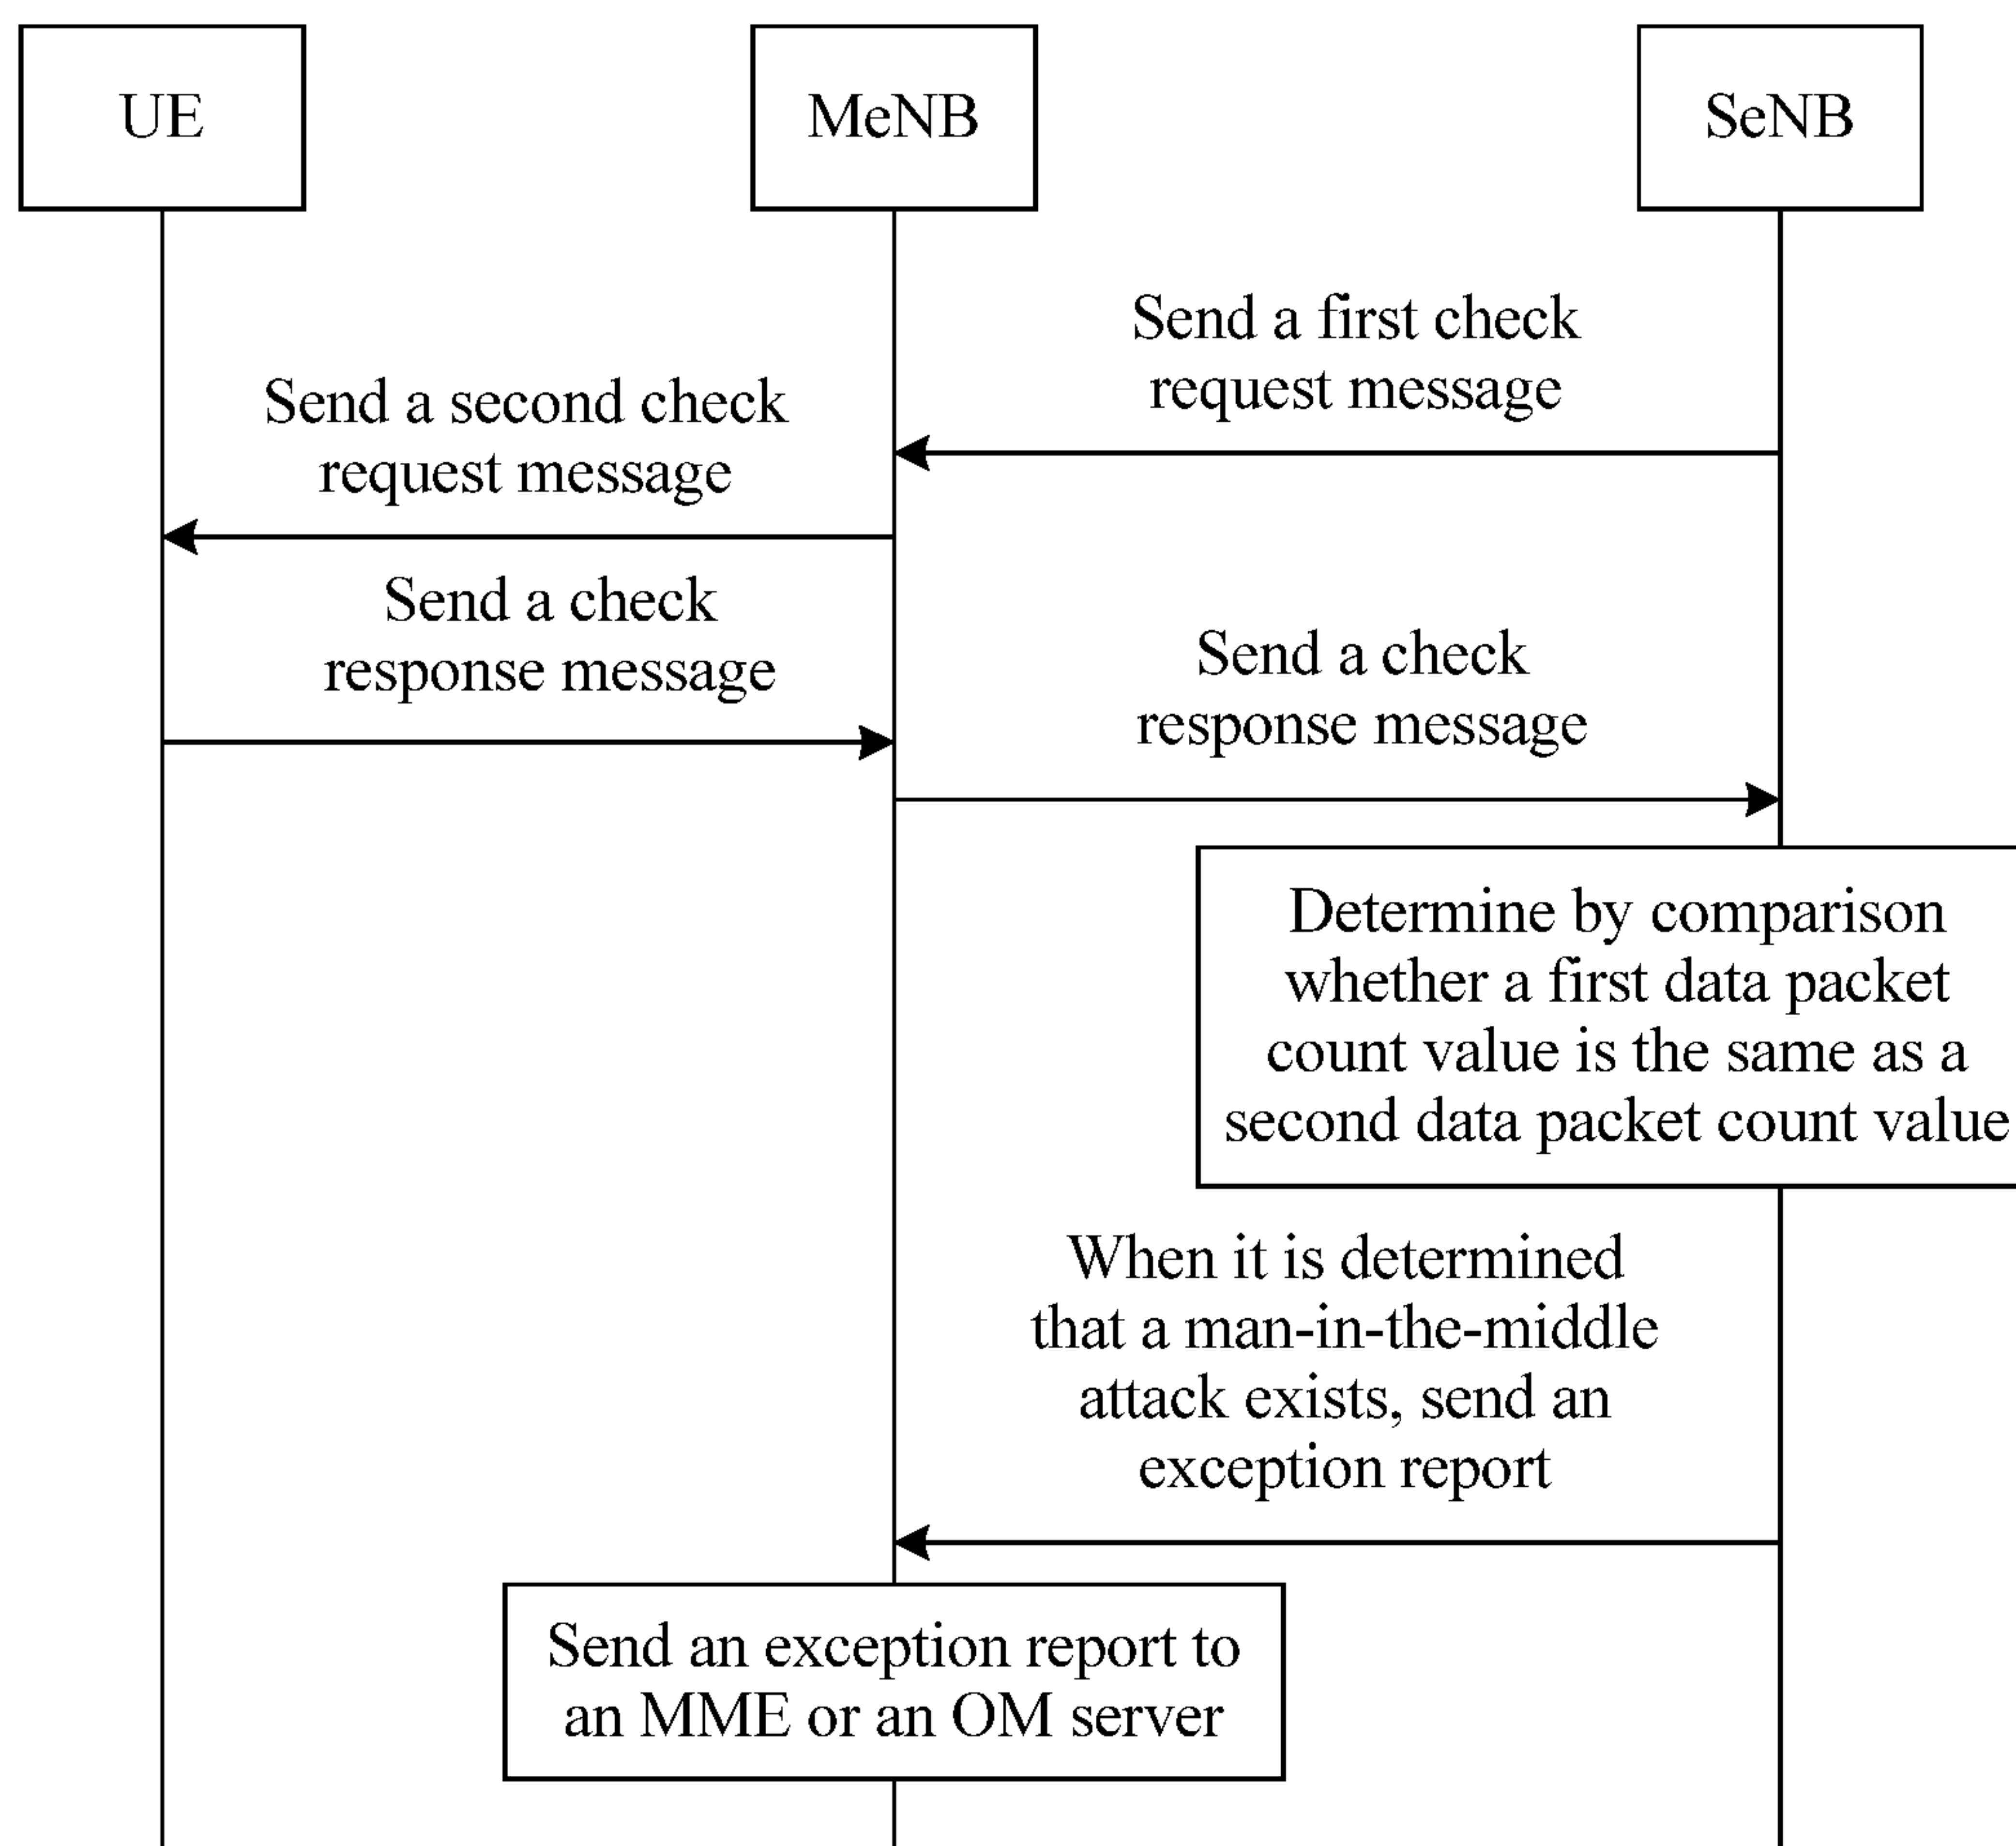 UE
MeNB
SeNB
Send a first check
request message
Send a second check
request message
Send a check
response message
Send a check
response message
Determine by comparison
whether a first data packet
count value is the same as a
second data packet count value
When it is determined
that a man-in-the-middle
attack exists, send an
exception report
Send an exception report to
an MME or an OM server